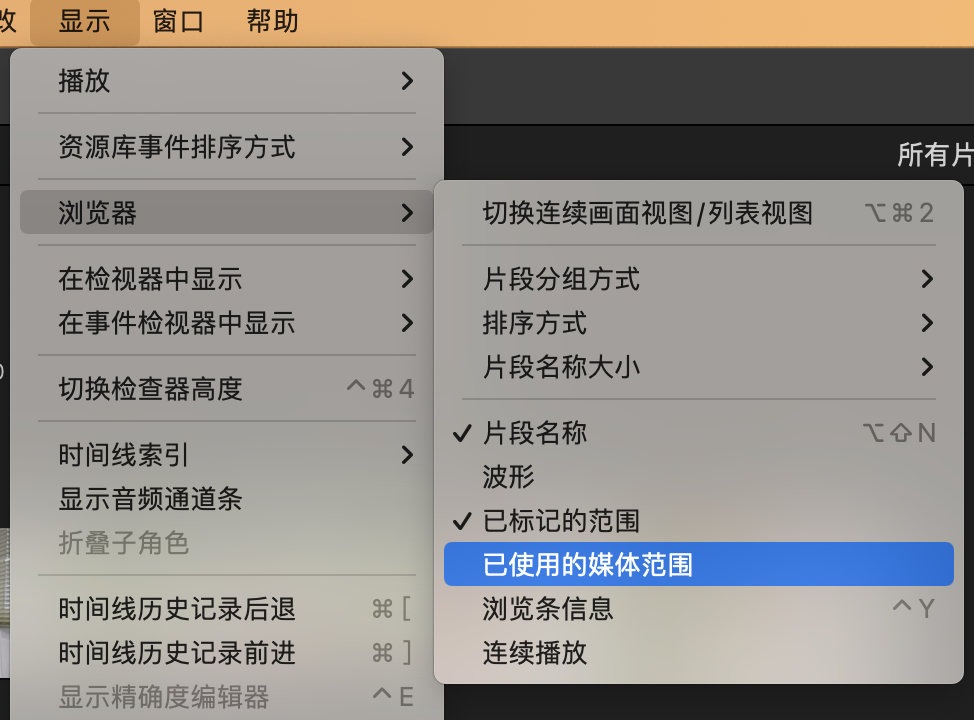 改 显示 窗口 帮助
播放
资源库事件排序方式
浏览器
在检视器中显示
在事件检视器中显示
切换检查器高度 ⌃⌘4
时间线索引
显示音频通道条
折叠子角色
时间线历史记录后退 ⌘[
时间线历史记录前进 ⌘]
显示精确度编辑器 ⌃E
所有片
切换连续画面视图/列表视图 ⌥⌘2
片段分组方式
排序方式
片段名称大小
✓ 片段名称 ⌥⇧N
波形
✓ 已标记的范围
已使用的媒体范围
浏览条信息 ⌃Y
连续播放